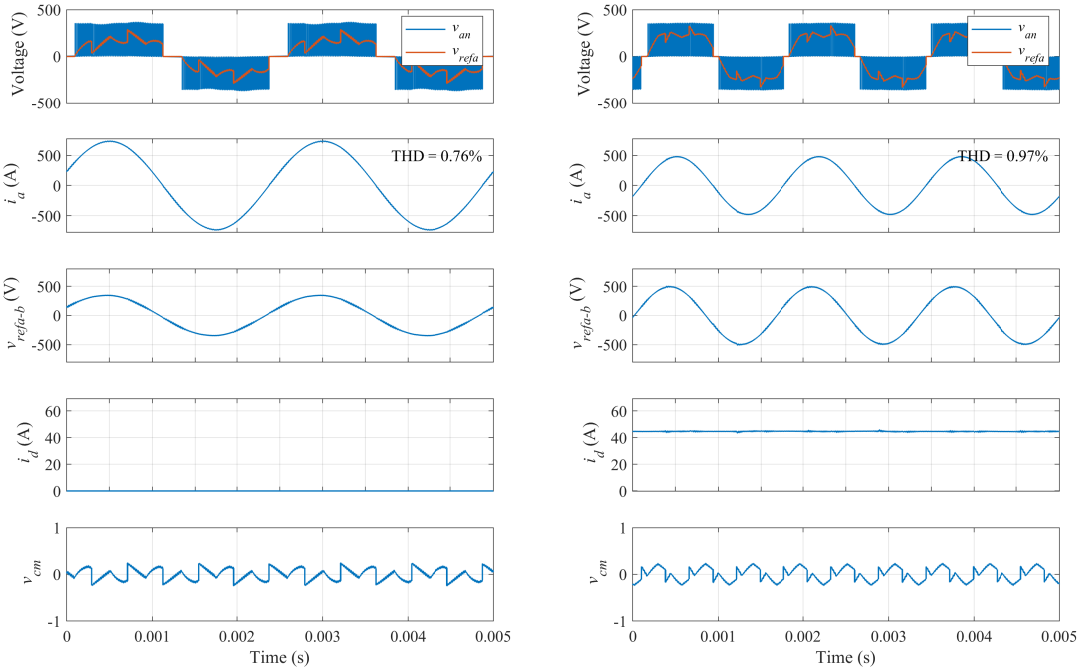 500
0
-500
Voltage (V)
v_an
v_refa
500
0
-500
i_a (A)
THD = 0.76%
500
0
-500
v_refa-b (V)
60
40
20
0
i_d (A)
1
0
-1
v_cm
0
0.001
0.002
0.003
0.004
0.005
Time (s)
500
0
-500
Voltage (V)
v_an
v_refa
500
0
-500
i_a (A)
THD = 0.97%
500
0
-500
v_refa-b (V)
60
40
20
0
i_d (A)
1
0
-1
v_cm
0
0.001
0.002
0.003
0.004
0.005
Time (s)